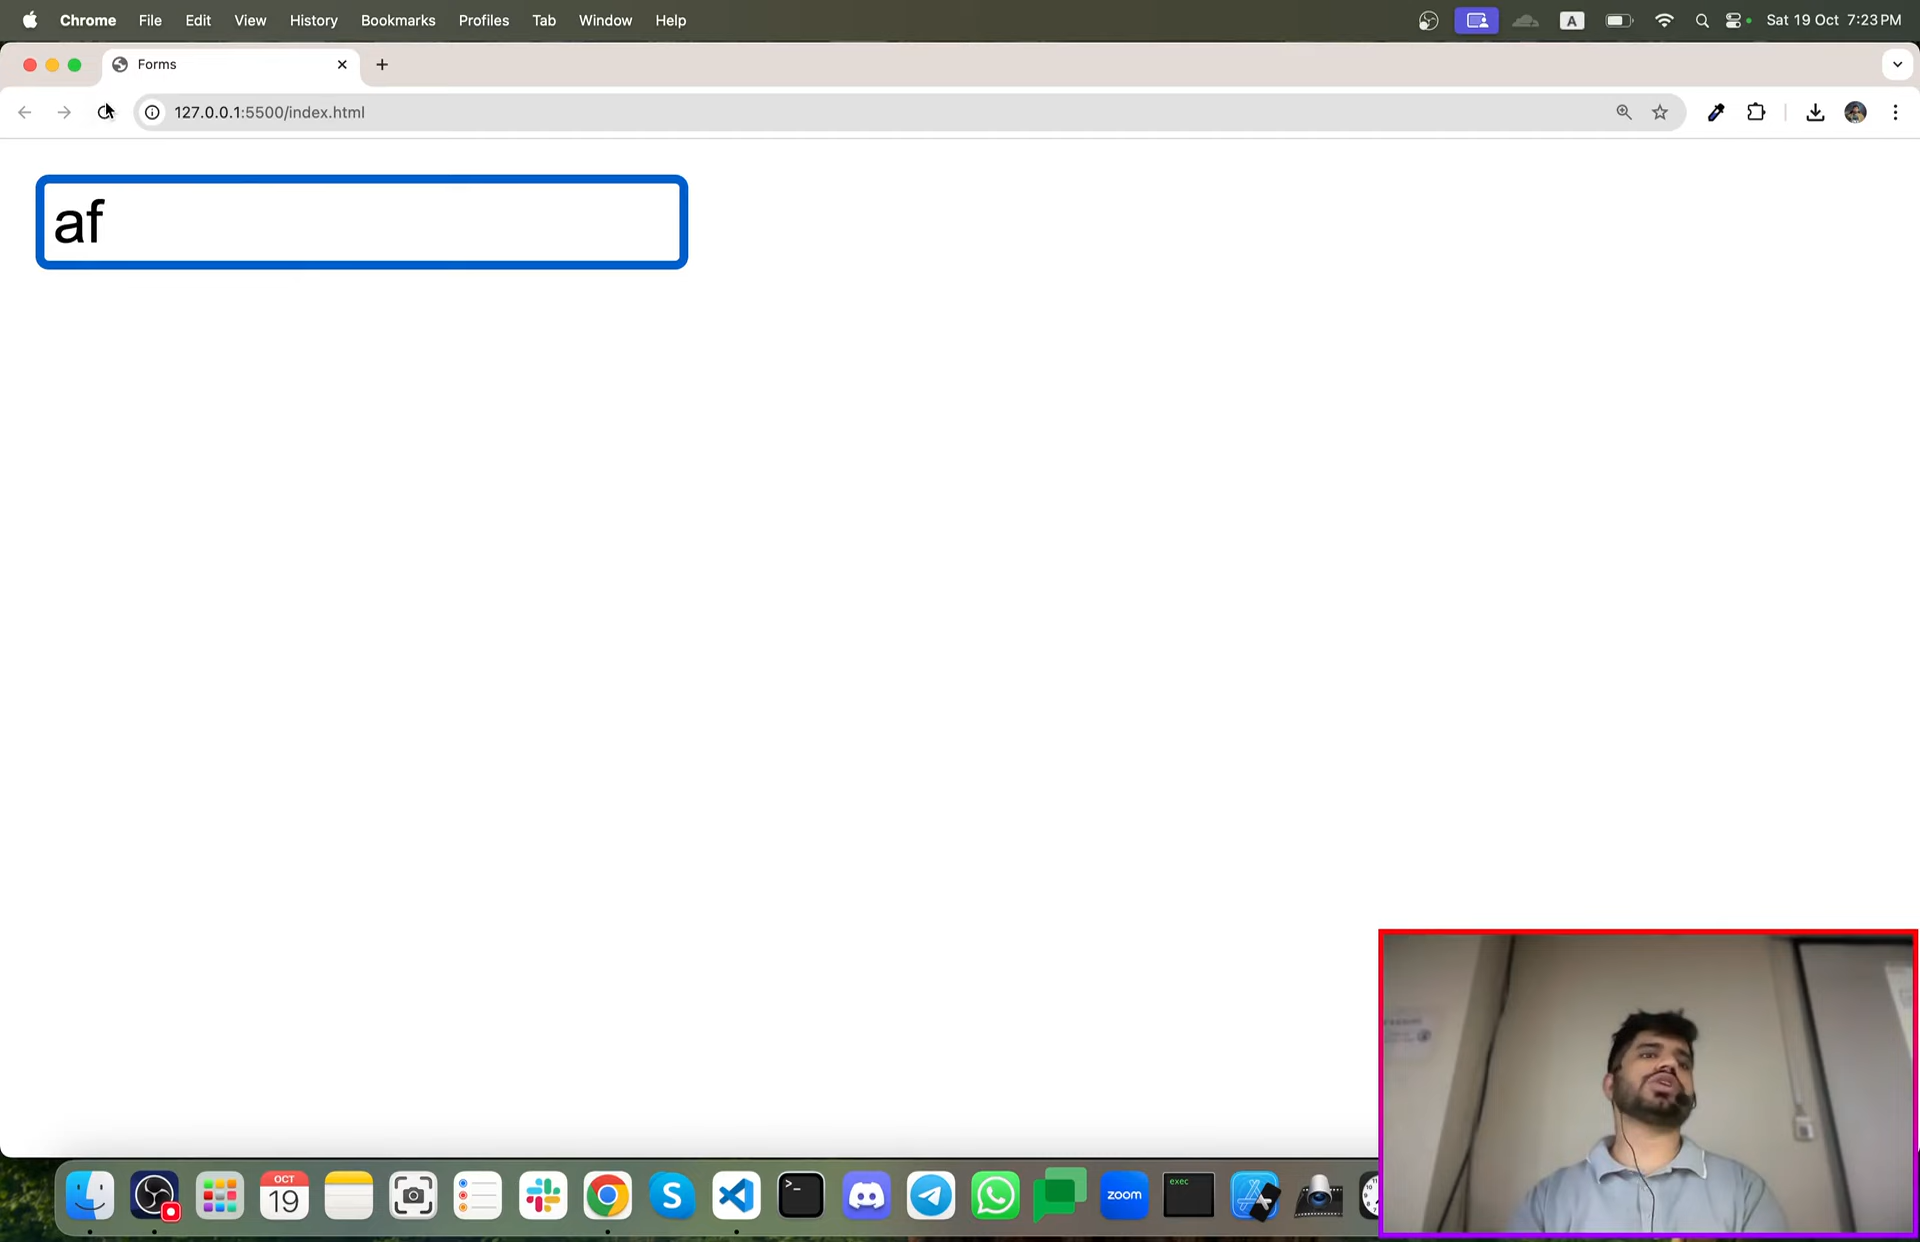 Chrome File Edit View History Bookmarks Profiles Tab Window Help A Sat 19 Oct 7:23 PM
Forms
127.0.0.1:5500/index.html
af
OCT
19
S
>_
zoom
exec